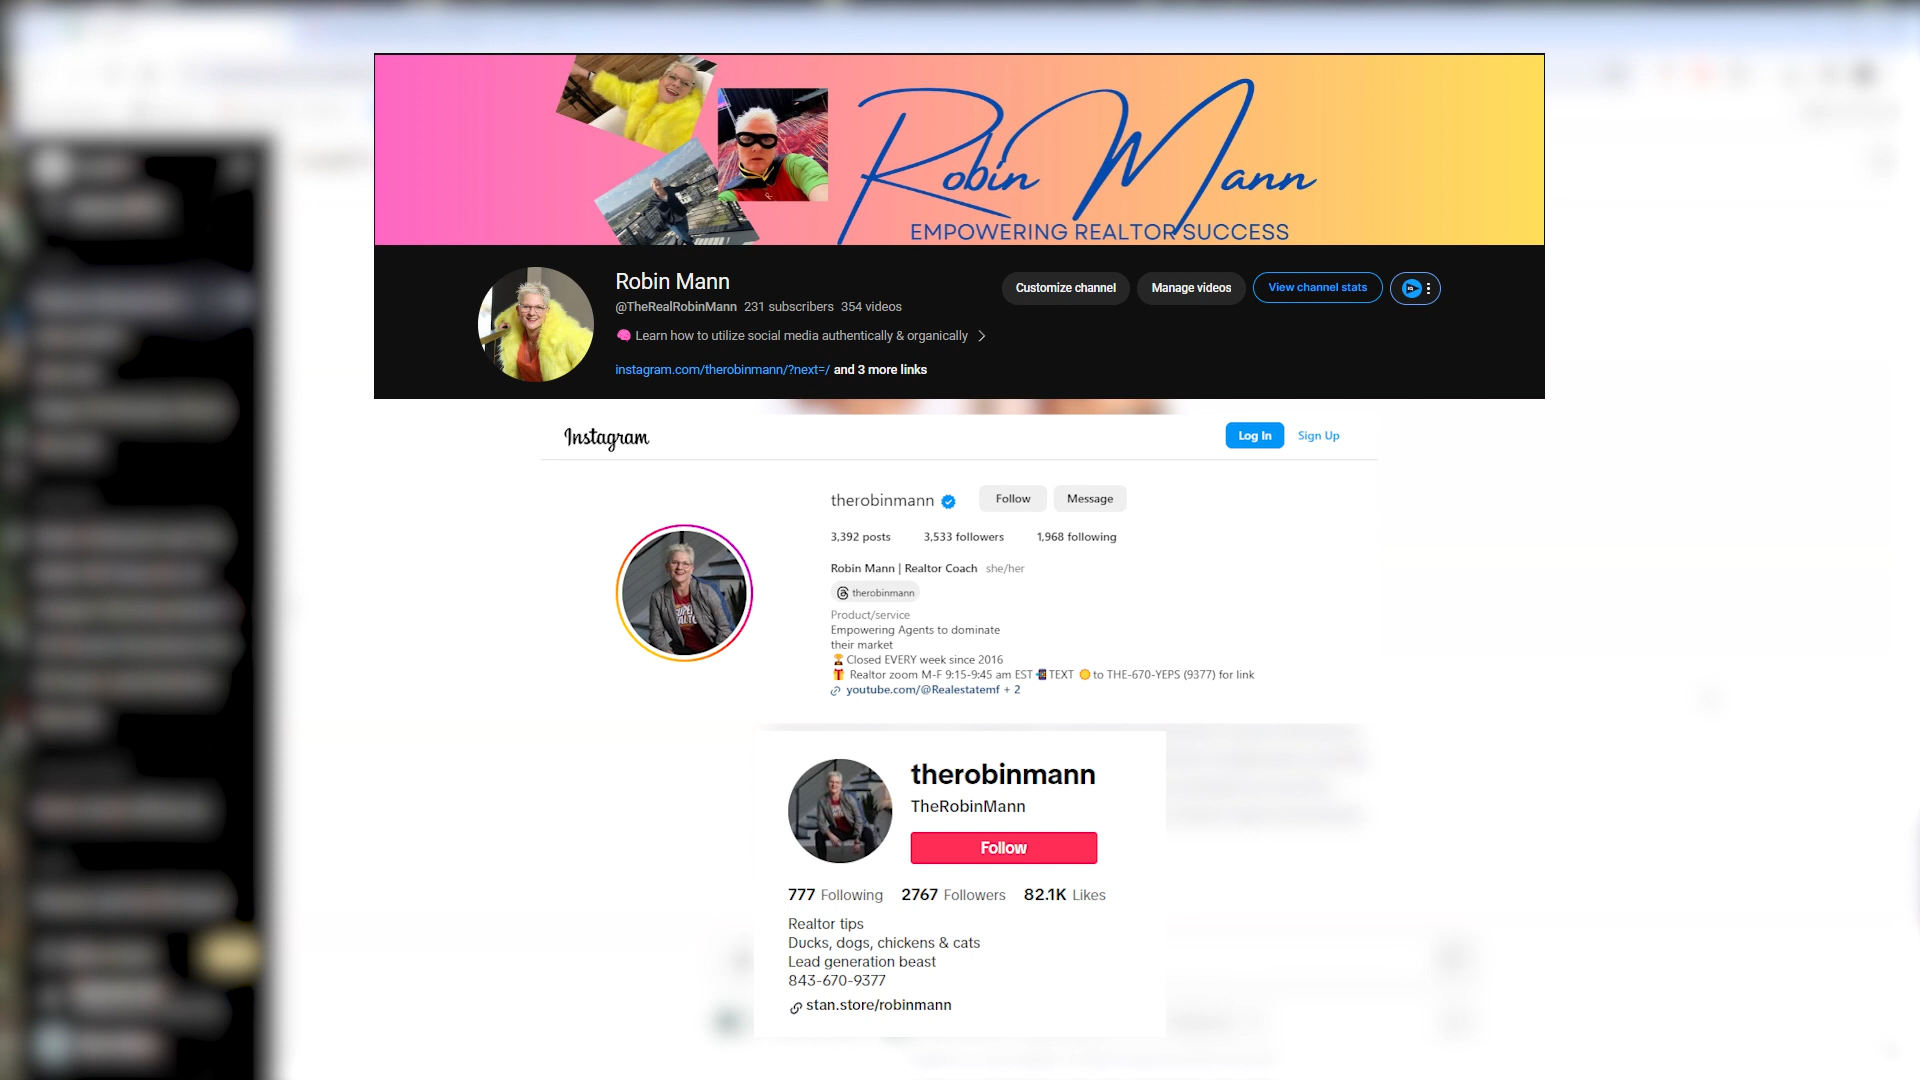 Robin Mann
EMPOWERING REALTOR SUCCESS
Robin Mann
@TheRealRobinMann 231 subscribers 354 videos
Learn how to utilize social media authentically & organically
instagram.com/therobinmann/?next=/ and 3 more links
Customize channel
Manage videos
View channel stats
Instagram
Log In
Sign Up
therobinmann
Follow
Message
3,392 posts 3,533 followers 1,968 following
Robin Mann | Realtor Coach she/her
therobinmann
Product/service
Empowering Agents to dominate
their market
🏆Closed EVERY week since 2016
🎁 Realtor zoom M-F 9:15-9:45 am EST📲TEXT 🌞to THE-670-YEPS (9377) for link
youtube.com/@Realestatemf + 2
therobinmann
TheRobinMann
Follow
777 Following 2767 Followers 82.1K Likes
Realtor tips
Ducks, dogs, chickens & cats
Lead generation beast
843-670-9377
stan.store/robinmann